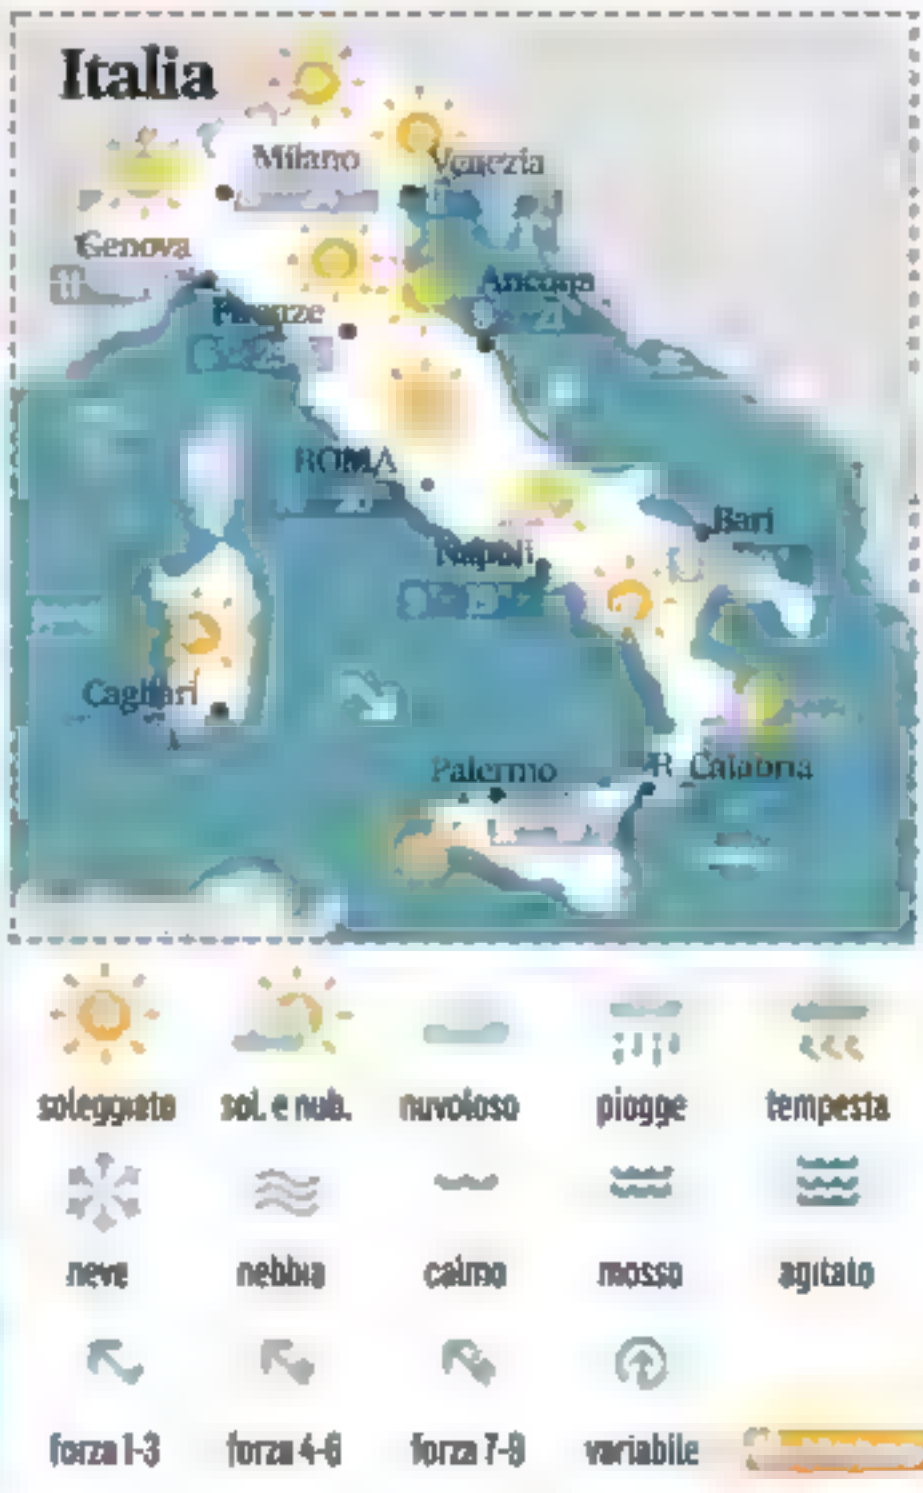 Italia
Milano
Venezia
Genova
Ancona
Firenze
ROMA
Bari
Napoli
Cagliari
Palermo
R. Calabria
soleggiato sol. e nub. nuvoloso piogge tempesta
neve nebbia calmo mosso agitato
forza 1-3 forza 4-6 forza 7-9 variabile